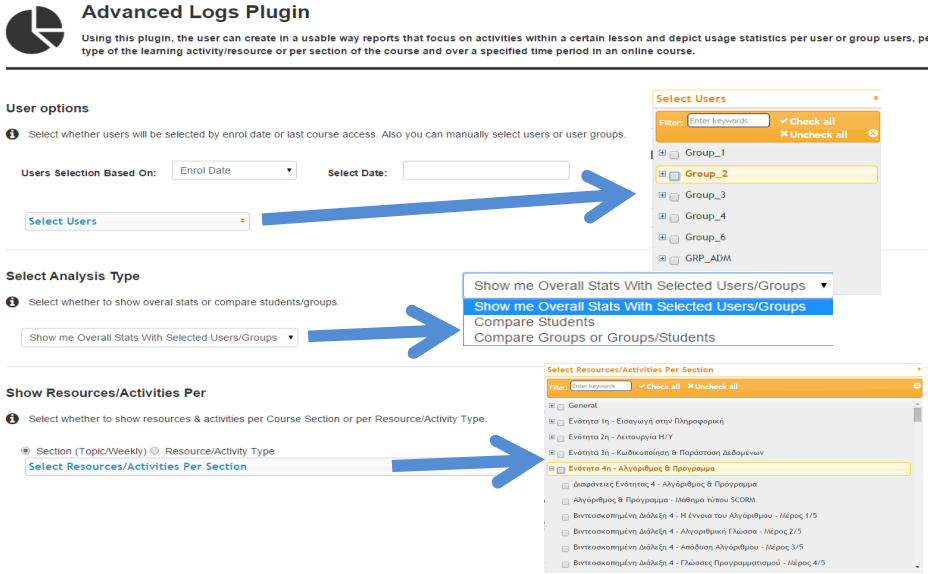 Advanced Logs Plugin
Using this plugin, the user can create in a usable way reports that focus on activities within a certain lesson and depict usage statistics per user or group users, pe
type of the learning activity/resource or per section of the course and over a specified time period in an online course.
User options
Select whether users will be selected by enrol date or last course access. Also you can manually select users or user groups.
Users Selection Based On: Enrol Date Select Date:
Select Users
Select Users
Filter: Enter keywords Check all
Uncheck all
Group_1
Group_2
Group_3
Group_4
Group_6
GRP_ADM
Select Analysis Type
Select whether to show overal stats or compare students/groups.
Show me Overall Stats With Selected Users/Groups
Show me Overall Stats With Selected Users/Groups
Show me Overall Stats With Selected Users/Groups
Compare Students
Compare Groups or Groups/Students
Show Resources/Activities Per
Select whether to show resources & activities per Course Section or per Resource/Activity Type.
Section (Topic/Weekly) Resource/Activity Type
Select Resources/Activities Per Section
Select Resources/Activities Per Section
Filter: Enter keywords Check all Uncheck all
General
Ενότητα 1η - Εισαγωγή στην Πληροφορική
Ενότητα 2η - Λειτουργία Η/Υ
Ενότητα 3η - Κωδικοποίηση & Παράσταση Δεδομένων
Ενότητα 4η - Αλγόριθμος & Πρόγραμμα
Διαφάνειες Ενότητας 4 - Αλγόριθμος & Πρόγραμμα
Αλγόριθμος & Πρόγραμμα - Μάθημα τύπου SCORM
Βιντεοσκοπημένη Διάλεξη 4 - Η έννοια του Αλγόριθμου - Μέρος 1/5
Βιντεοσκοπημένη Διάλεξη 4 - Αλγοριθμική Γλώσσα - Μέρος 2/5
Βιντεοσκοπημένη Διάλεξη 4 - Απόδοση Αλγόριθμου - Μέρος 3/5
Βιντεοσκοπημένη Διάλεξη 4 - Γλώσσες Προγραμματισμού - Μέρος 4/5